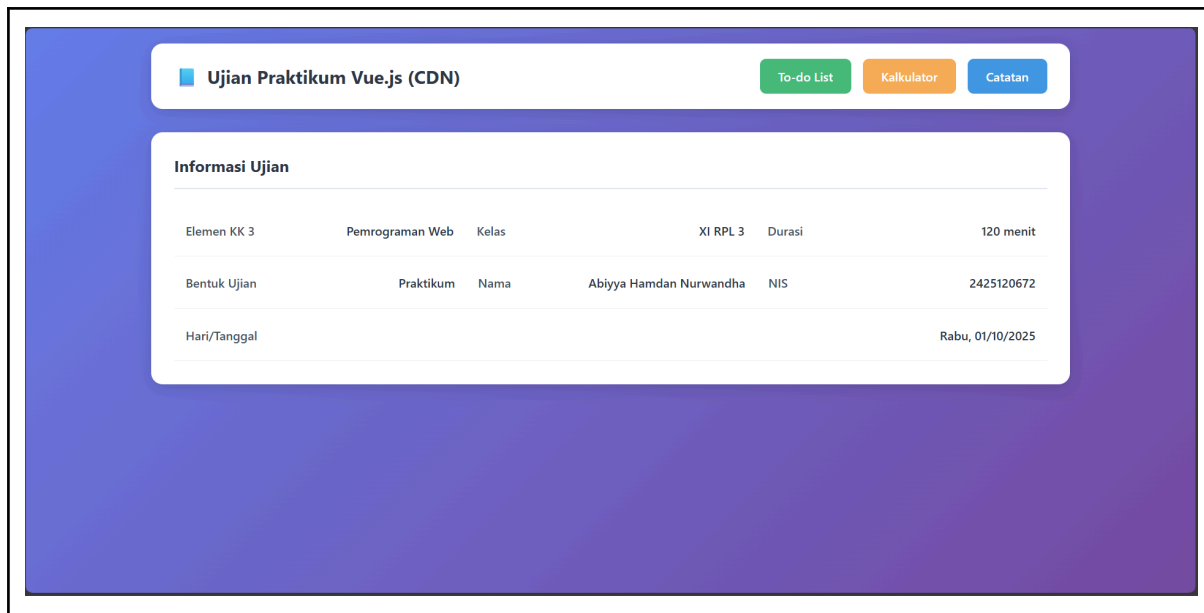 Ujian Praktikum Vue.js (CDN) To-do List Kalkulator Catatan
Informasi Ujian
Elemen KK 3 Pemrograman Web Kelas XI RPL 3 Durasi 120 menit
Bentuk Ujian Praktikum Nama Abiyya Hamdan Nurwandha NIS 2425120672
Hari/Tanggal Rabu, 01/10/2025